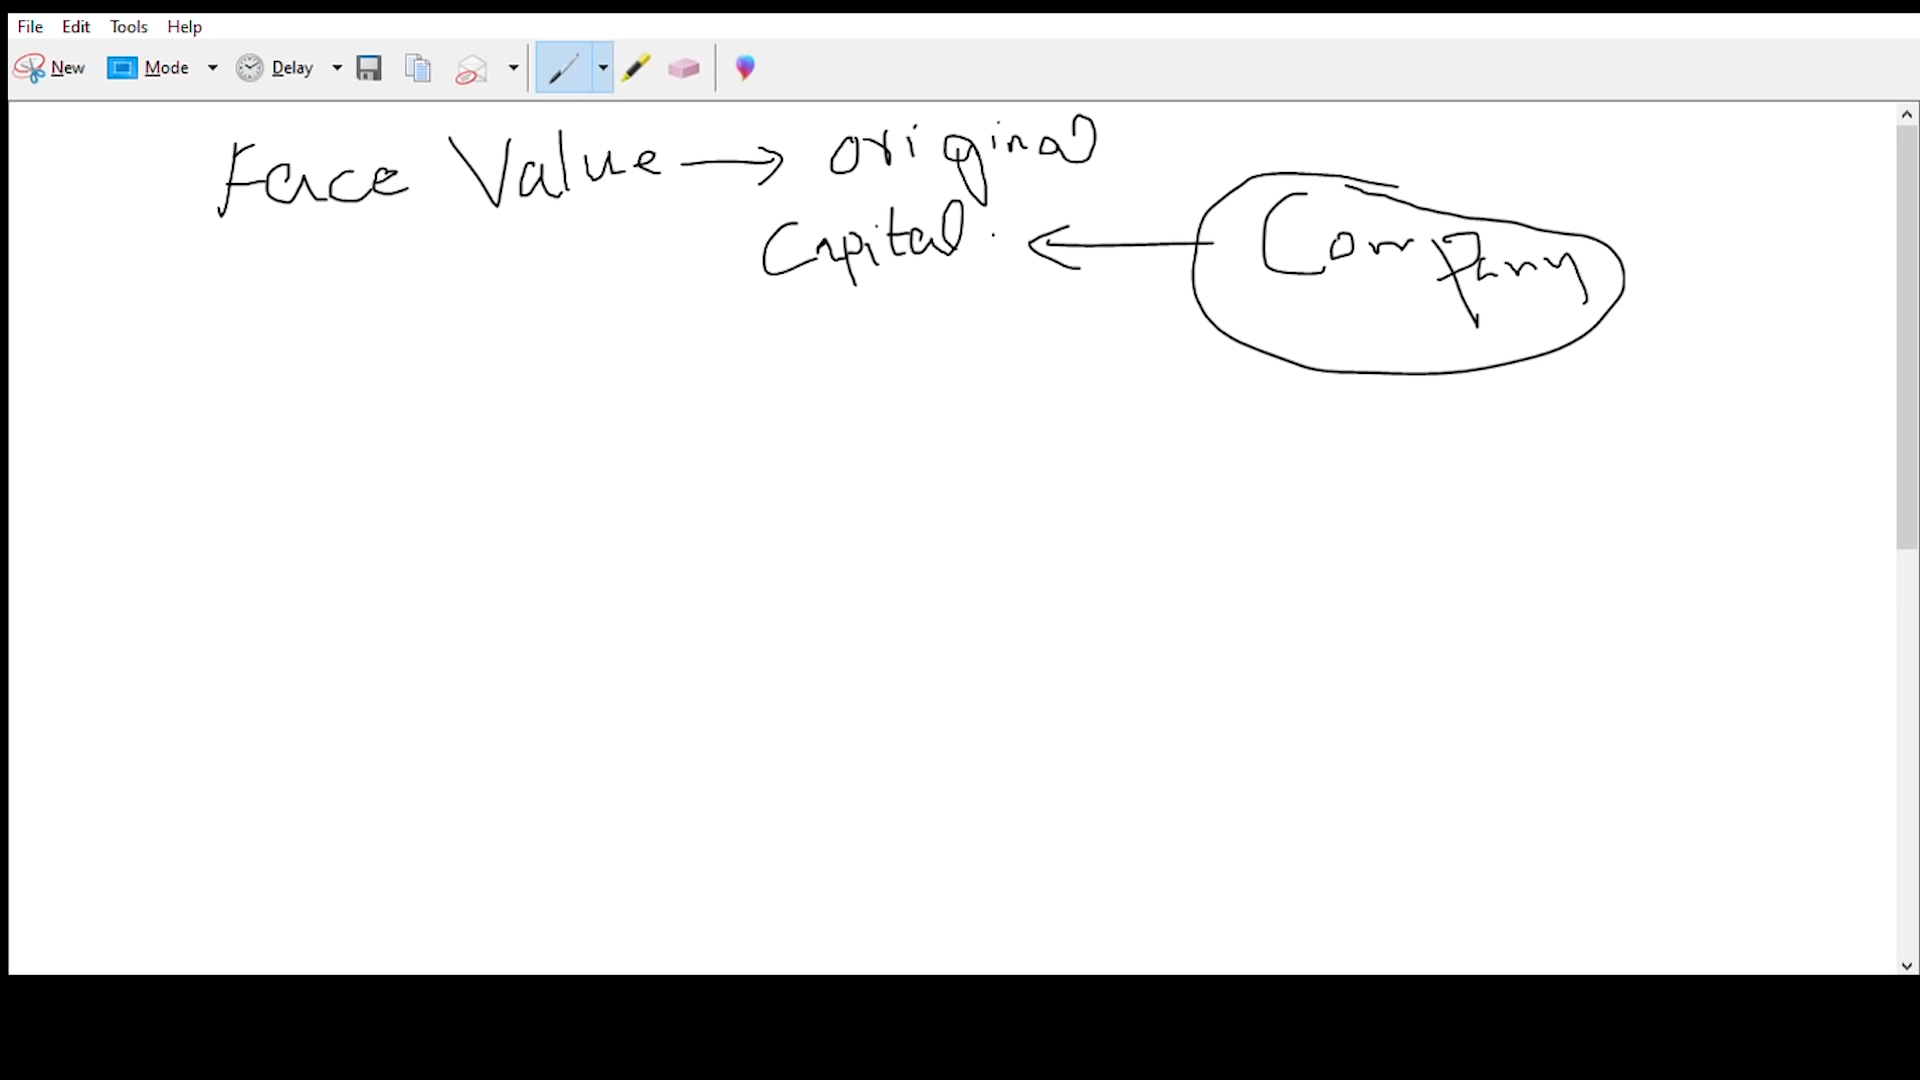 File Edit Tools Help
New Mode Delay
Face Value → original
Capital. ← Company